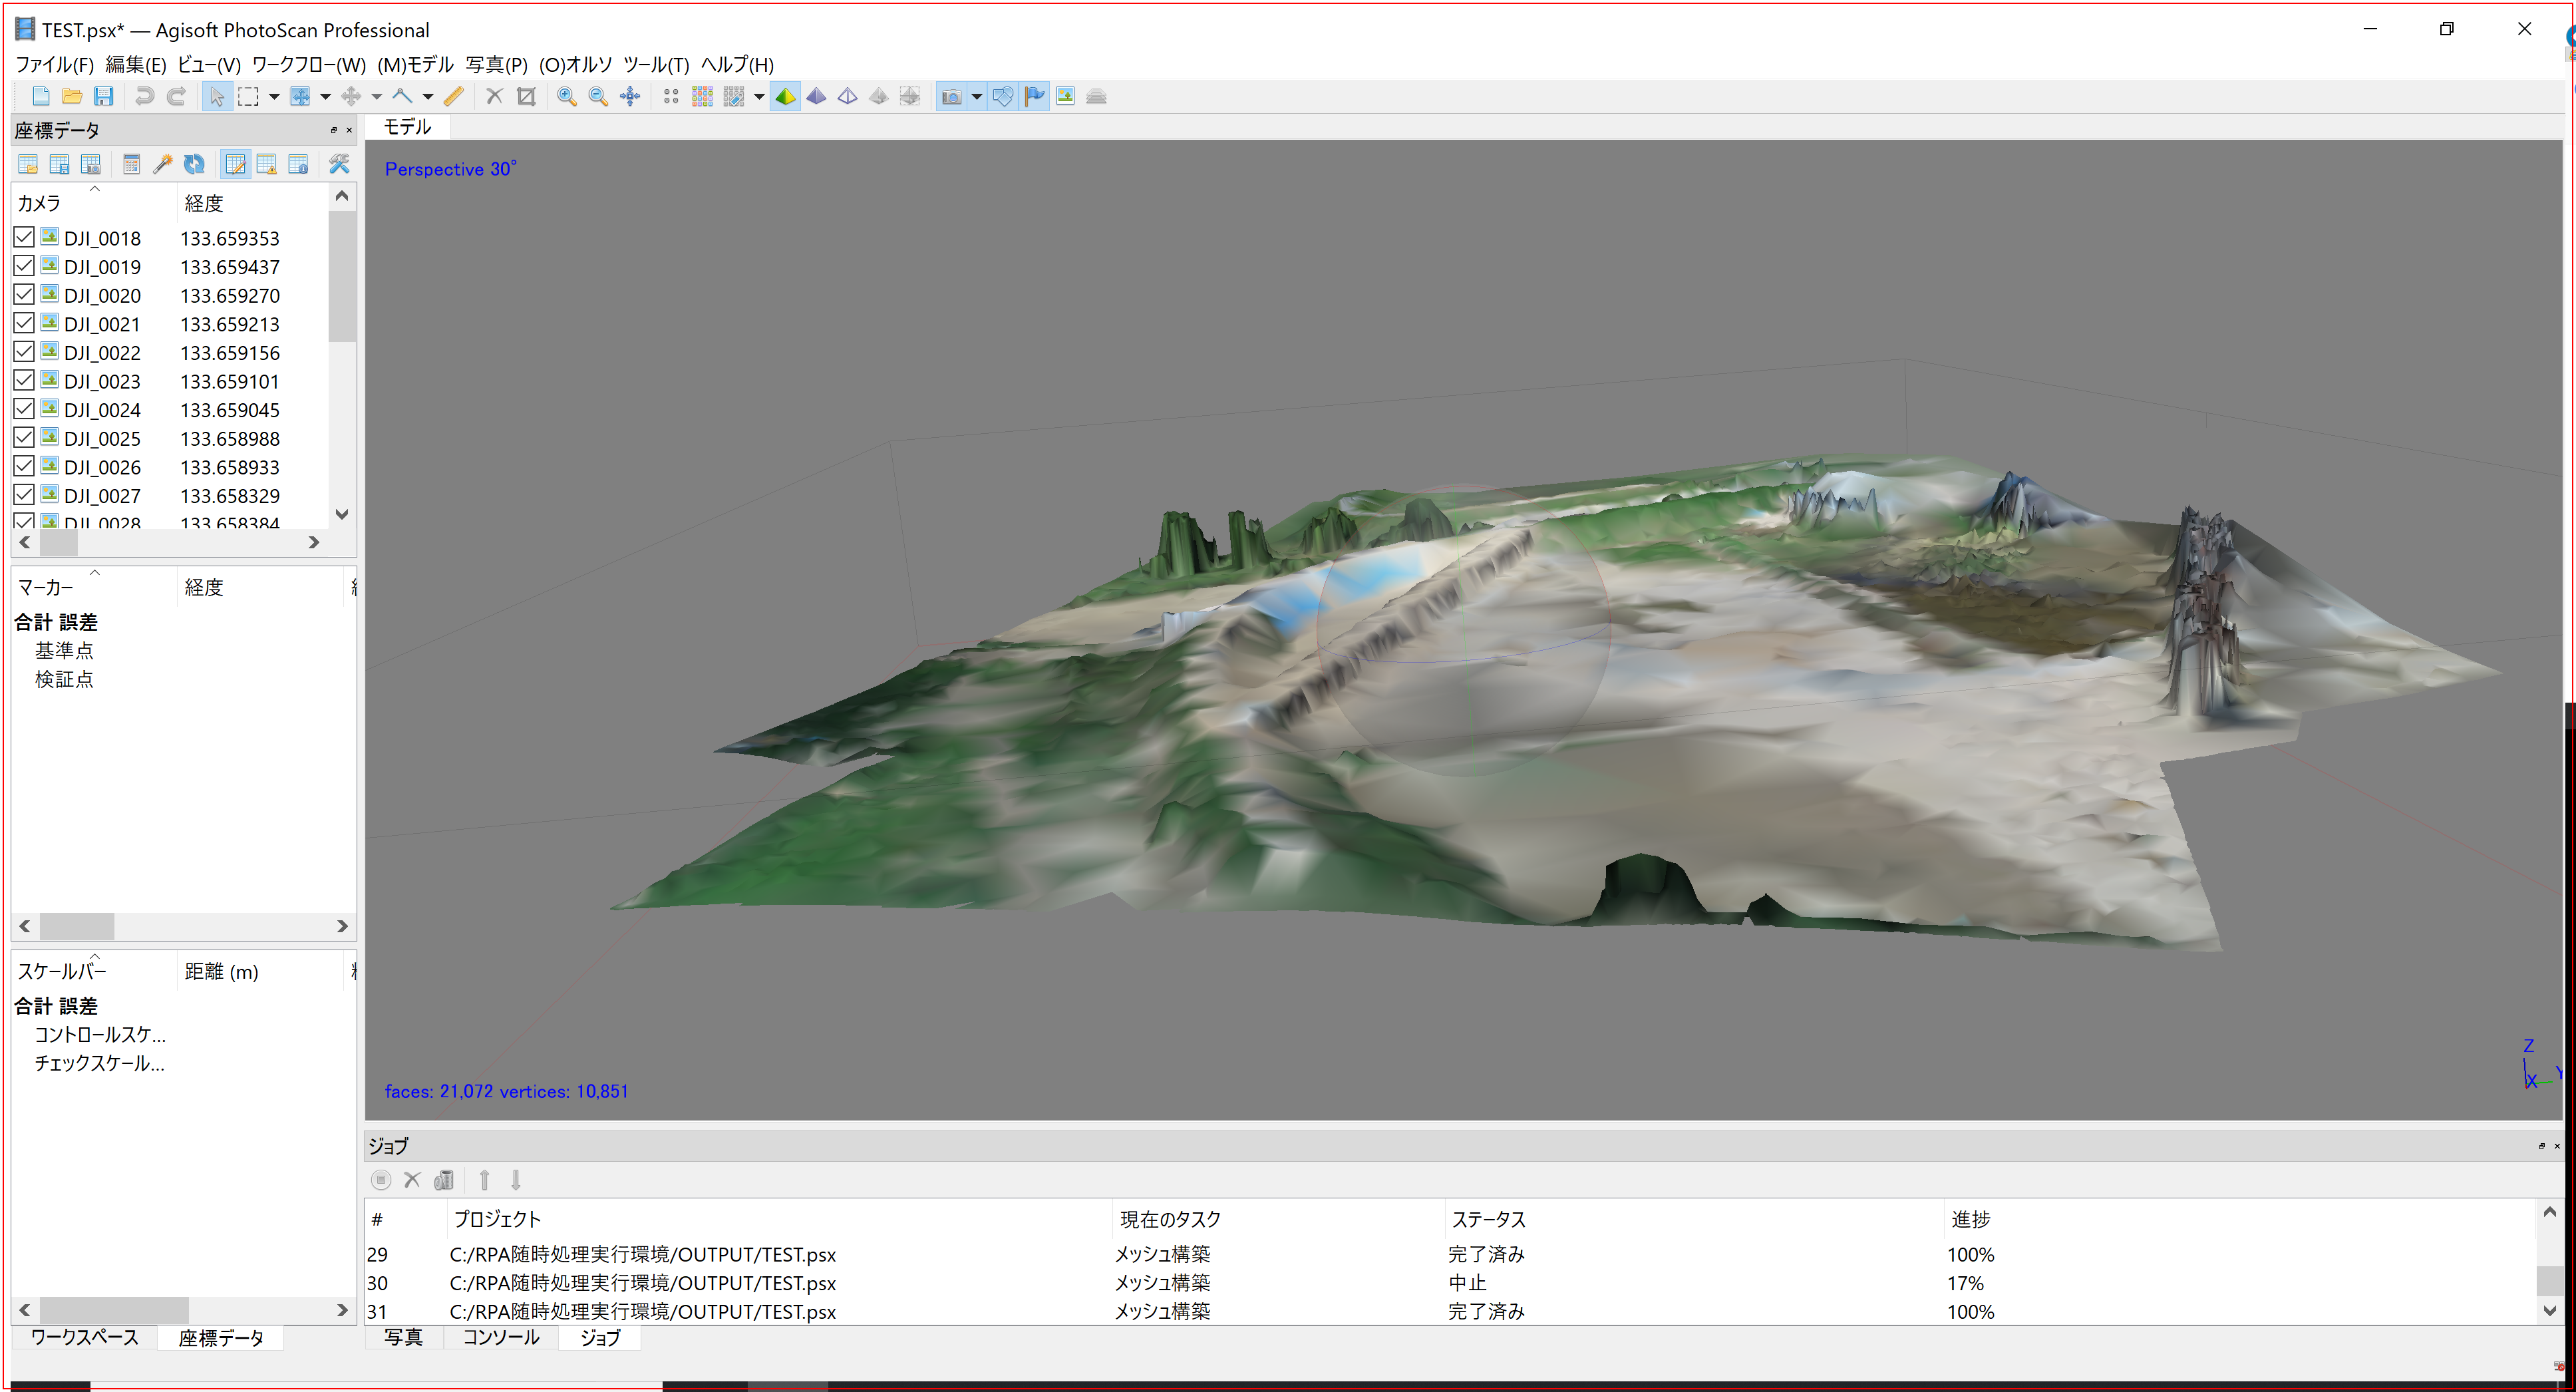 TEST.psx* — Agisoft PhotoScan Professional
ファイル(F) 編集(E) ビュー(V) ワークフロー(W) (M)モデル 写真(P) (O)オルソ ツール(T) ヘルプ(H)
座標データ
カメラ 経度
DJI_0018 133.659353
DJI_0019 133.659437
DJI_0020 133.659270
DJI_0021 133.659213
DJI_0022 133.659156
DJI_0023 133.659101
DJI_0024 133.659045
DJI_0025 133.658988
DJI_0026 133.658933
DJI_0027 133.658329
DJI_0028 133.658384
マーカー 経度
合計 誤差
基準点
検証点
スケールバー 距離 (m)
合計 誤差
コントロールスケ...
チェックスケール...
ワークスペース 座標データ
モデル
Perspective 30°
faces: 21,072 vertices: 10,851
Z
X Y
ジョブ
# プロジェクト 現在のタスク ステータス 進捗
29 C:/RPA随時処理実行環境/OUTPUT/TEST.psx メッシュ構築 完了済み 100%
30 C:/RPA随時処理実行環境/OUTPUT/TEST.psx メッシュ構築 中止 17%
31 C:/RPA随時処理実行環境/OUTPUT/TEST.psx メッシュ構築 完了済み 100%
写真 コンソール ジョブ